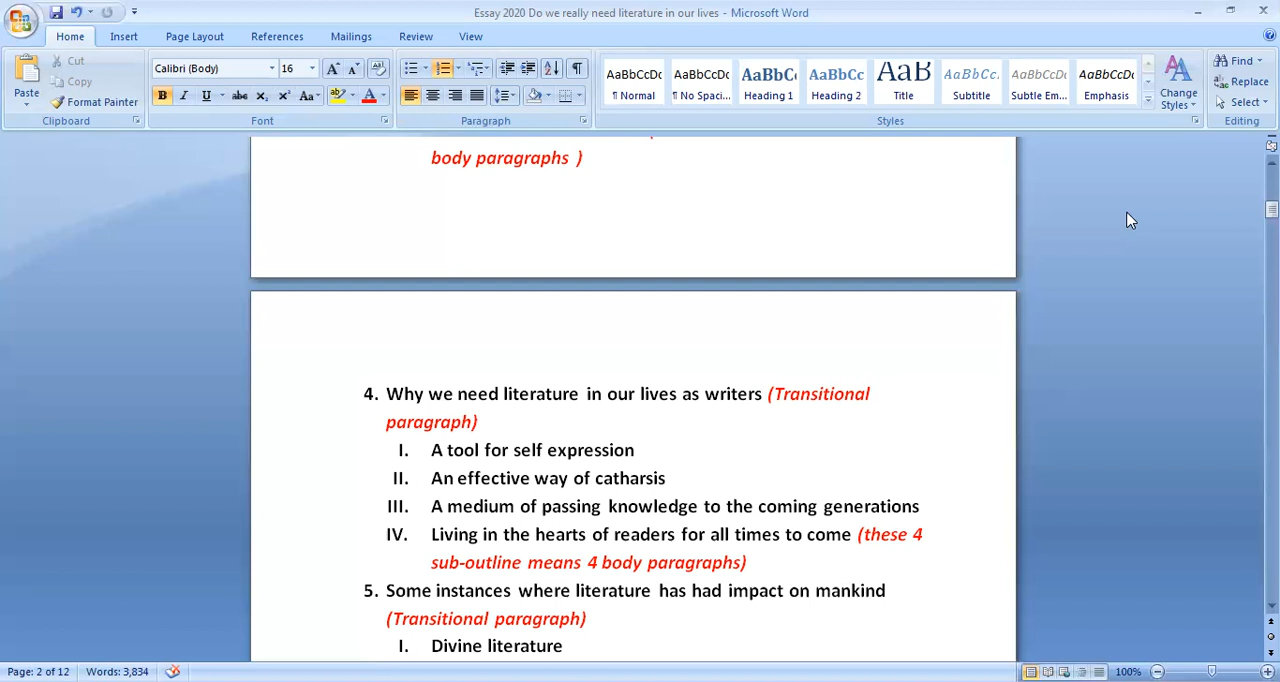 Essay 2020 Do we really need literature in our lives - Microsoft Word
Home Insert Page Layout References Mailings Review View
Paste
Cut
Copy
Format Painter
Clipboard
Calibri (Body) 16
B I U abc X₂ X² Aa A
Font
Paragraph
AaBbCcDc AaBbCcDc AaBbC AaBbCc AaB AaBbCc. AaBbCcDc AaBbCcDc
¶ Normal ¶ No Spaci... Heading 1 Heading 2 Title Subtitle Subtle Em... Emphasis
Change Styles
Styles
Find
Replace
Select
Editing
body paragraphs )
4. Why we need literature in our lives as writers (Transitional
paragraph)
I. A tool for self expression
II. An effective way of catharsis
III. A medium of passing knowledge to the coming generations
IV. Living in the hearts of readers for all times to come (these 4
sub-outline means 4 body paragraphs)
5. Some instances where literature has had impact on mankind
(Transitional paragraph)
I. Divine literature
Page: 2 of 12 Words: 3,834 100%